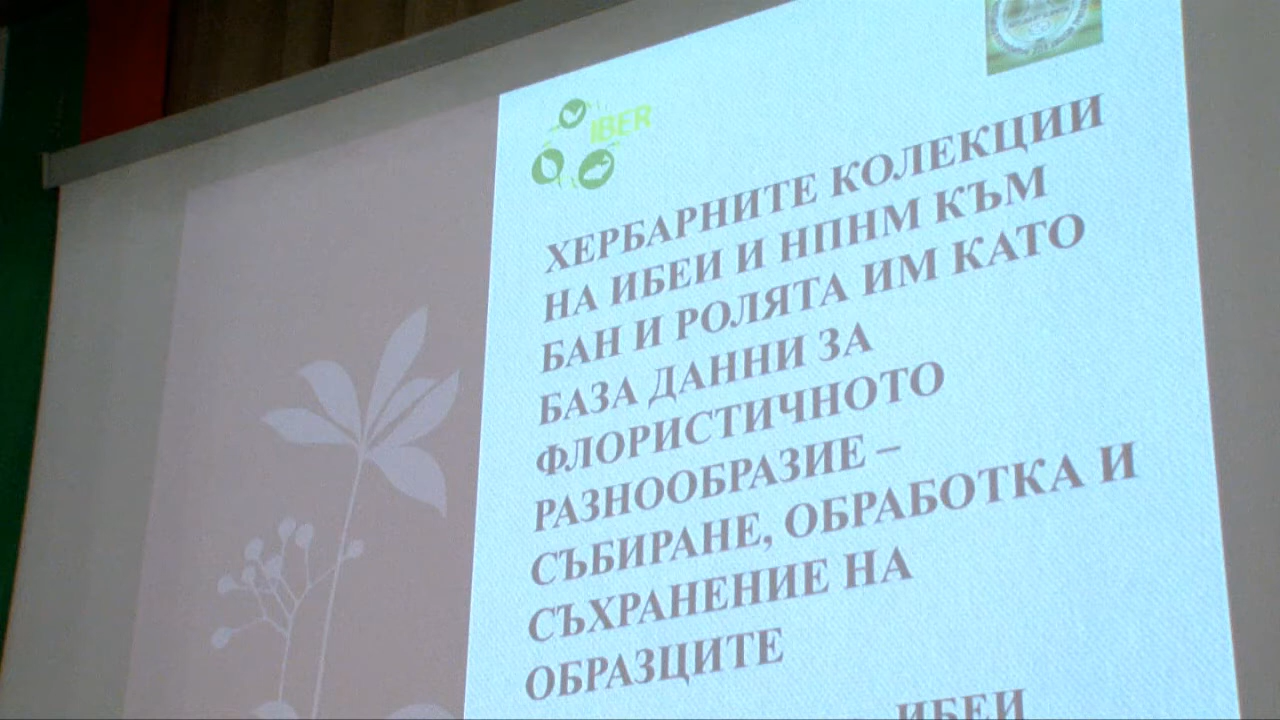 IBER
ХЕРБАРНИТЕ КОЛЕКЦИИ
НА ИБЕИ И НПНМ КЪМ
БАН И РОЛЯТА ИМ КАТО
БАЗА ДАННИ ЗА
ФЛОРИСТИЧНОТО
РАЗНООБРАЗИЕ –
СЪБИРАНЕ, ОБРАБОТКА И
СЪХРАНЕНИЕ НА
ОБРАЗЦИТЕ
ИБЕИ